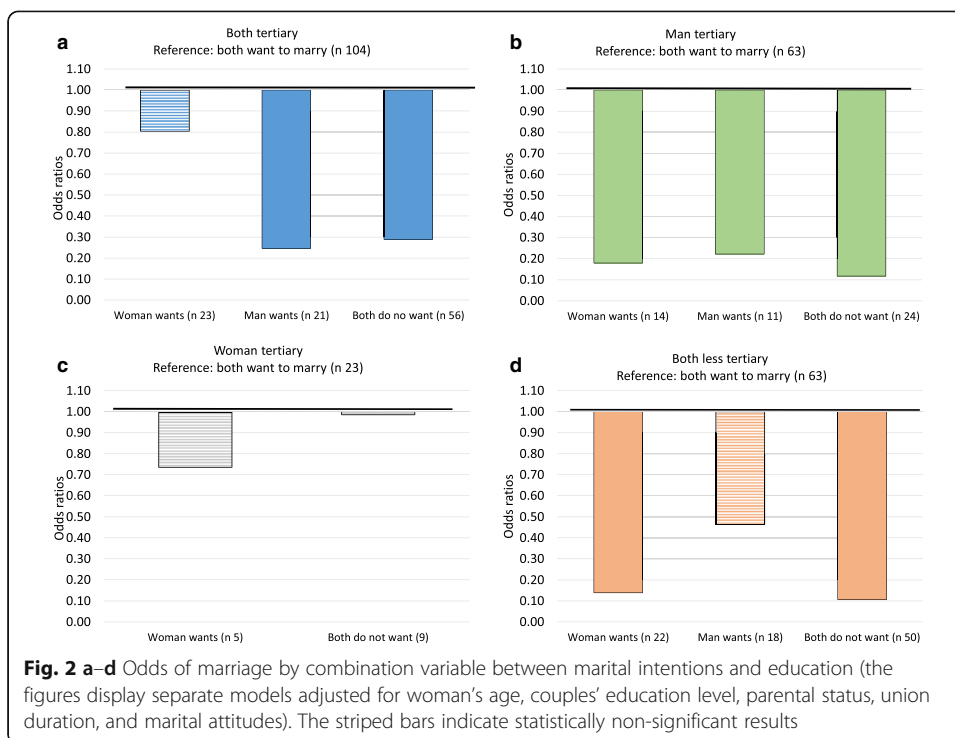 a
Both tertiary
Reference: both want to marry (n 104)
1.10
1.00
0.90
0.80
0.70
0.60
0.50
0.40
0.30
0.20
0.10
0.00
Odds ratios
Woman wants (n 23) Man wants (n 21) Both do no want (n 56)
b
Man tertiary
Reference: both want to marry (n 63)
1.10
1.00
0.90
0.80
0.70
0.60
0.50
0.40
0.30
0.20
0.10
0.00
Odds ratios
Woman wants (n 14) Man wants (n 11) Both do not want (n 24)
c
Woman tertiary
Reference: both want to marry (n 23)
1.10
1.00
0.90
0.80
0.70
0.60
0.50
0.40
0.30
0.20
0.10
0.00
Odds ratios
Woman wants (n 5) Both do not want (9)
d
Both less tertiary
Reference: both want to marry (n 63)
1.10
1.00
0.90
0.80
0.70
0.60
0.50
0.40
0.30
0.20
0.10
0.00
Odds ratios
Woman wants (n 22) Man wants (n 18) Both do not want (n 50)
Fig. 2 a–d Odds of marriage by combination variable between marital intentions and education (the
figures display separate models adjusted for woman's age, couples' education level, parental status, union
duration, and marital attitudes). The striped bars indicate statistically non-significant results